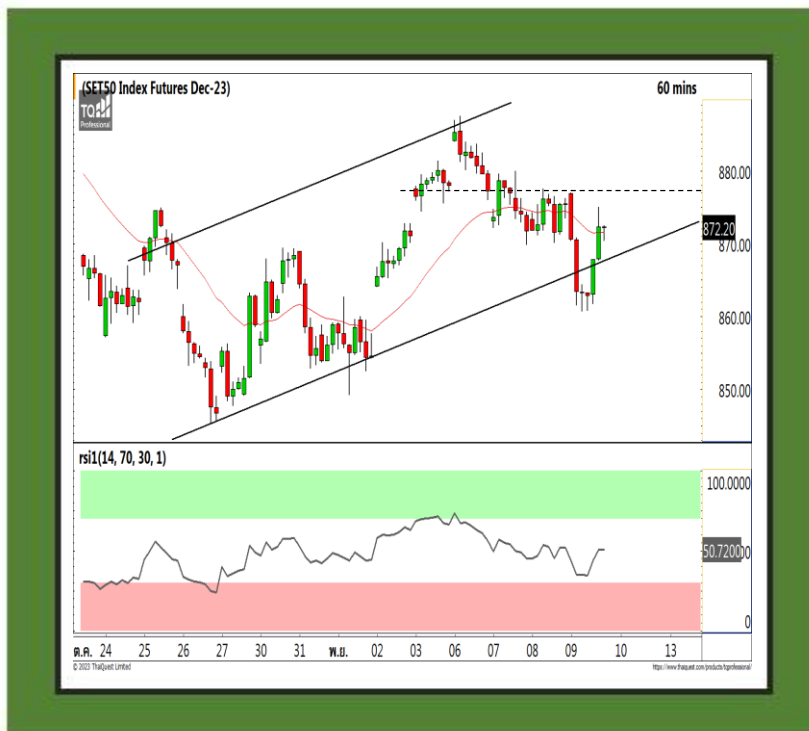 (SET50 Index Futures Dec-23)
60 mins
TQ
Professional
880.00
872.20
870.00
860.00
850.00
rsi1(14, 70, 30, 1)
100.0000
50.7200
0
ต.ค. 24 25 26 27 30 31 พ.ย. 02 03 06 07 08 09 10 13
© 2023 ThaiQuest Limited
https://www.thaiquest.com/products/tqprofessional/